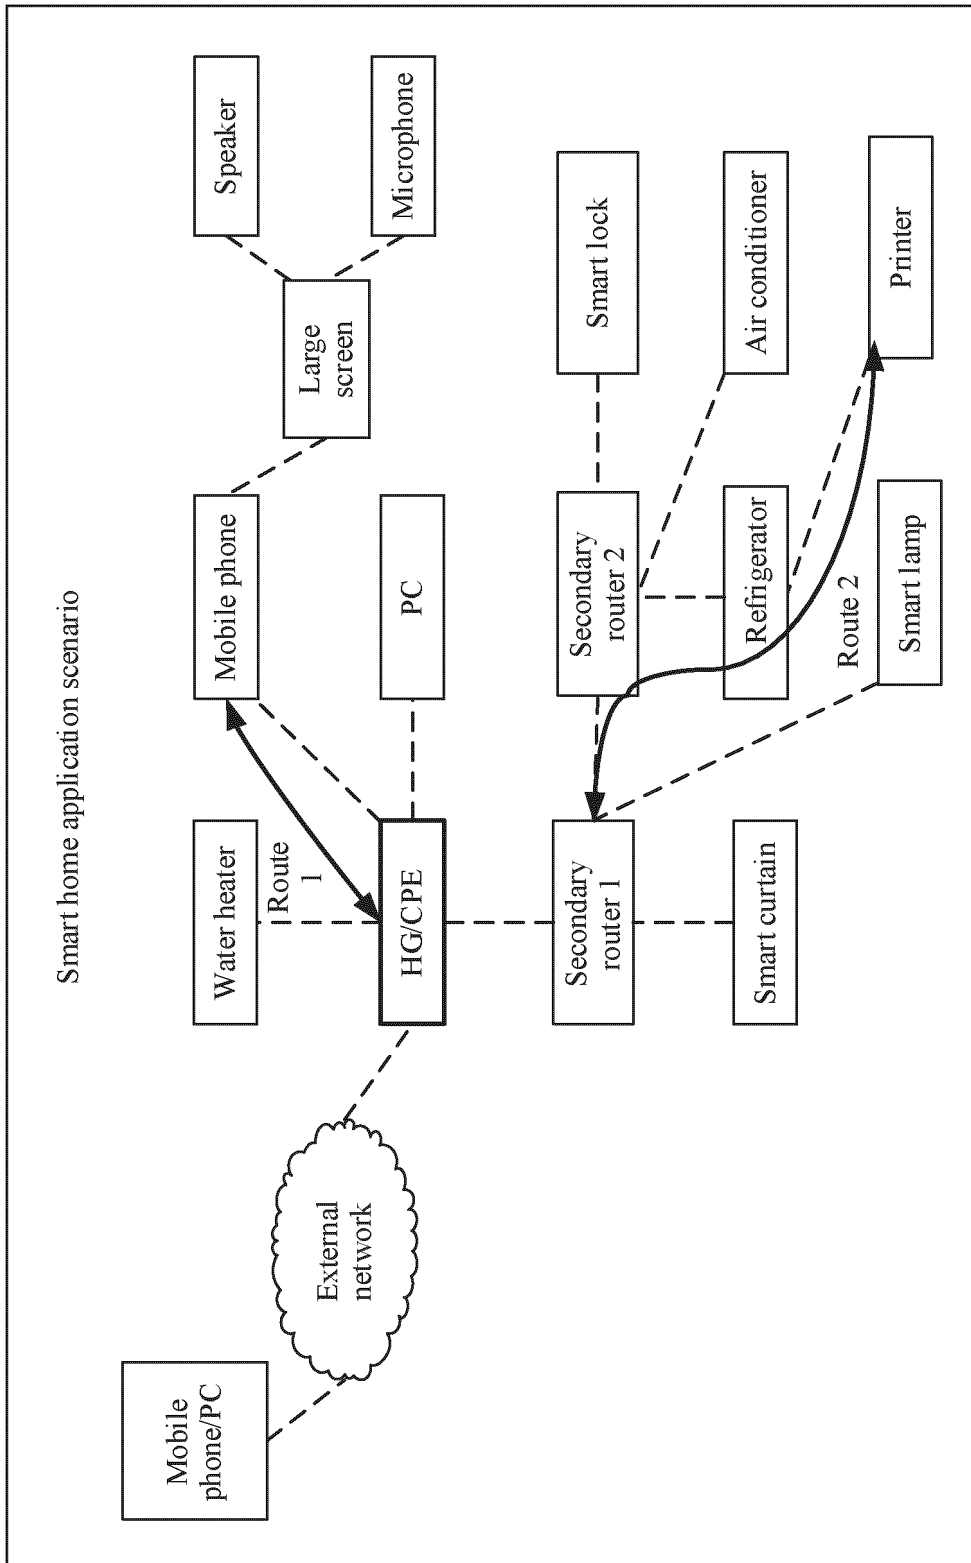 Smart home application scenario
Mobile
phone/PC
External
network
Water heater
Route
1
HG/CPE
Secondary
router 1
Smart curtain
Mobile phone
PC
Secondary
router 2
Refrigerator
Route 2
Smart lamp
Large
screen
Speaker
Microphone
Smart lock
Air conditioner
Printer